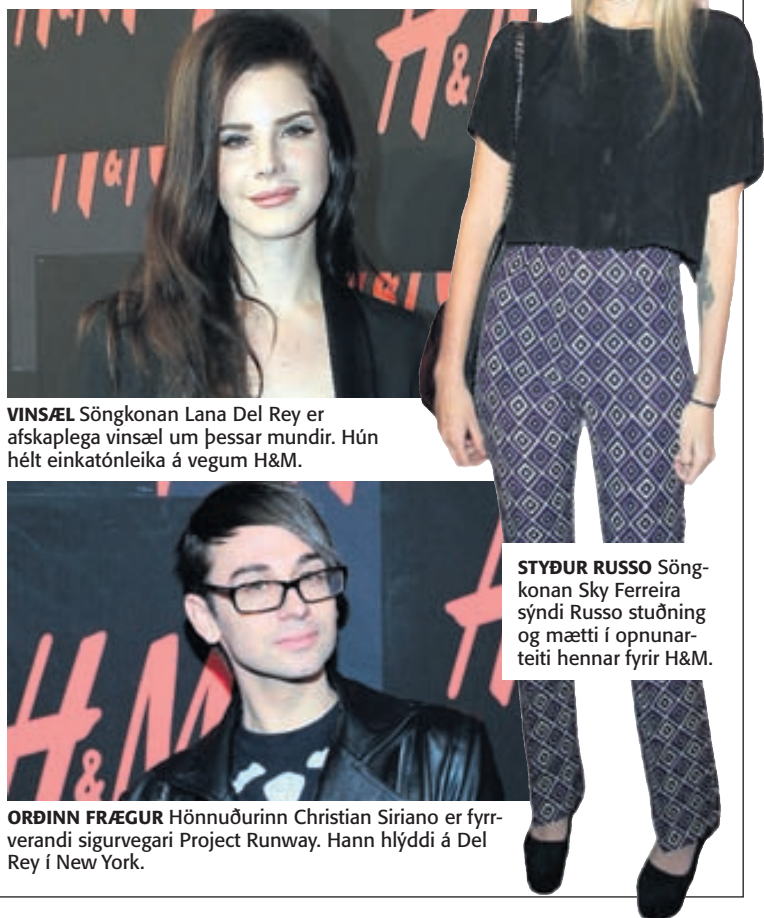 H&M
H&
H&M
VINSÆL Söngkonan Lana Del Rey er
afskaplega vinsæl um þessar mundir. Hún
hélt einkatónleika á vegum H&M.
H&M
STYÐUR RUSSO Söng-
konan Sky Ferreira
sýndi Russo stuðning
og mætti í opnunar-
teiti hennar fyrir H&M.
ORÐINN FRÆGUR Hönnuðurinn Christian Siriano er fyrr-
verandi sigurvegari Project Runway. Hann hlýddi á Del
Rey í New York.